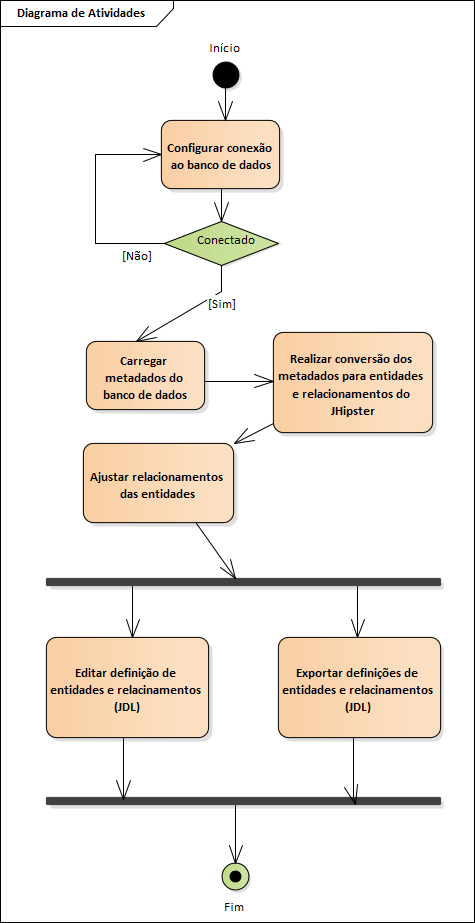 Diagrama de Atividades
Início
Configurar conexão
ao banco de dados
Conectado
[Não]
[Sim]
Carregar
metadados do
banco de dados
Realizar conversão dos
metadados para entidades
e relacionamentos do
JHipster
Ajustar relacionamentos
das entidades
Editar definição de
entidades e relacinamentos
(JDL)
Exportar definições de
entidades e relacinamentos
(JDL)
Fim